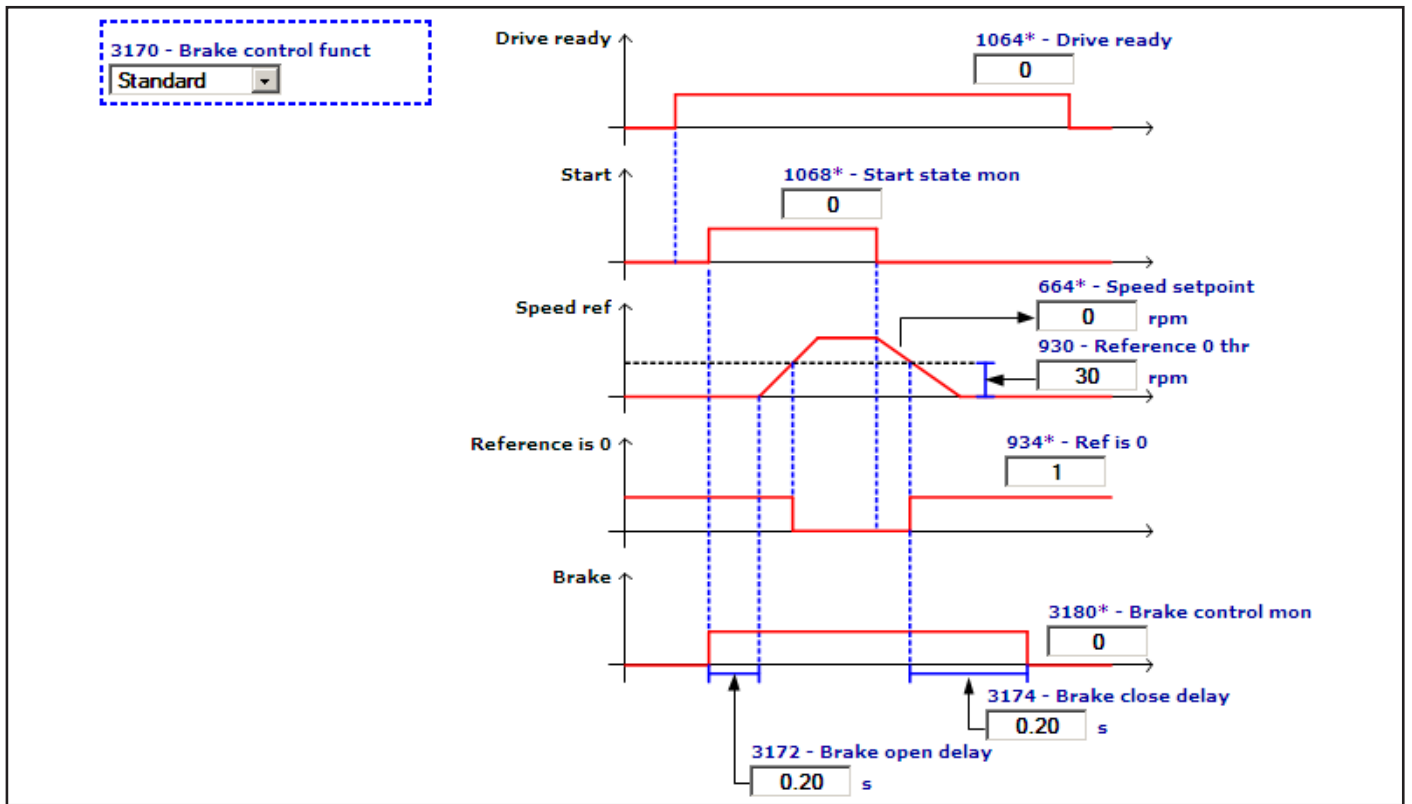 3170 - Brake control funct
Standard
Drive ready
1064* - Drive ready
0
Start
1068* - Start state mon
0
Speed ref
664* - Speed setpoint
0 rpm
930 - Reference 0 thr
30 rpm
Reference is 0
934* - Ref is 0
1
Brake
3180* - Brake control mon
0
3174 - Brake close delay
0.20 s
3172 - Brake open delay
0.20 s